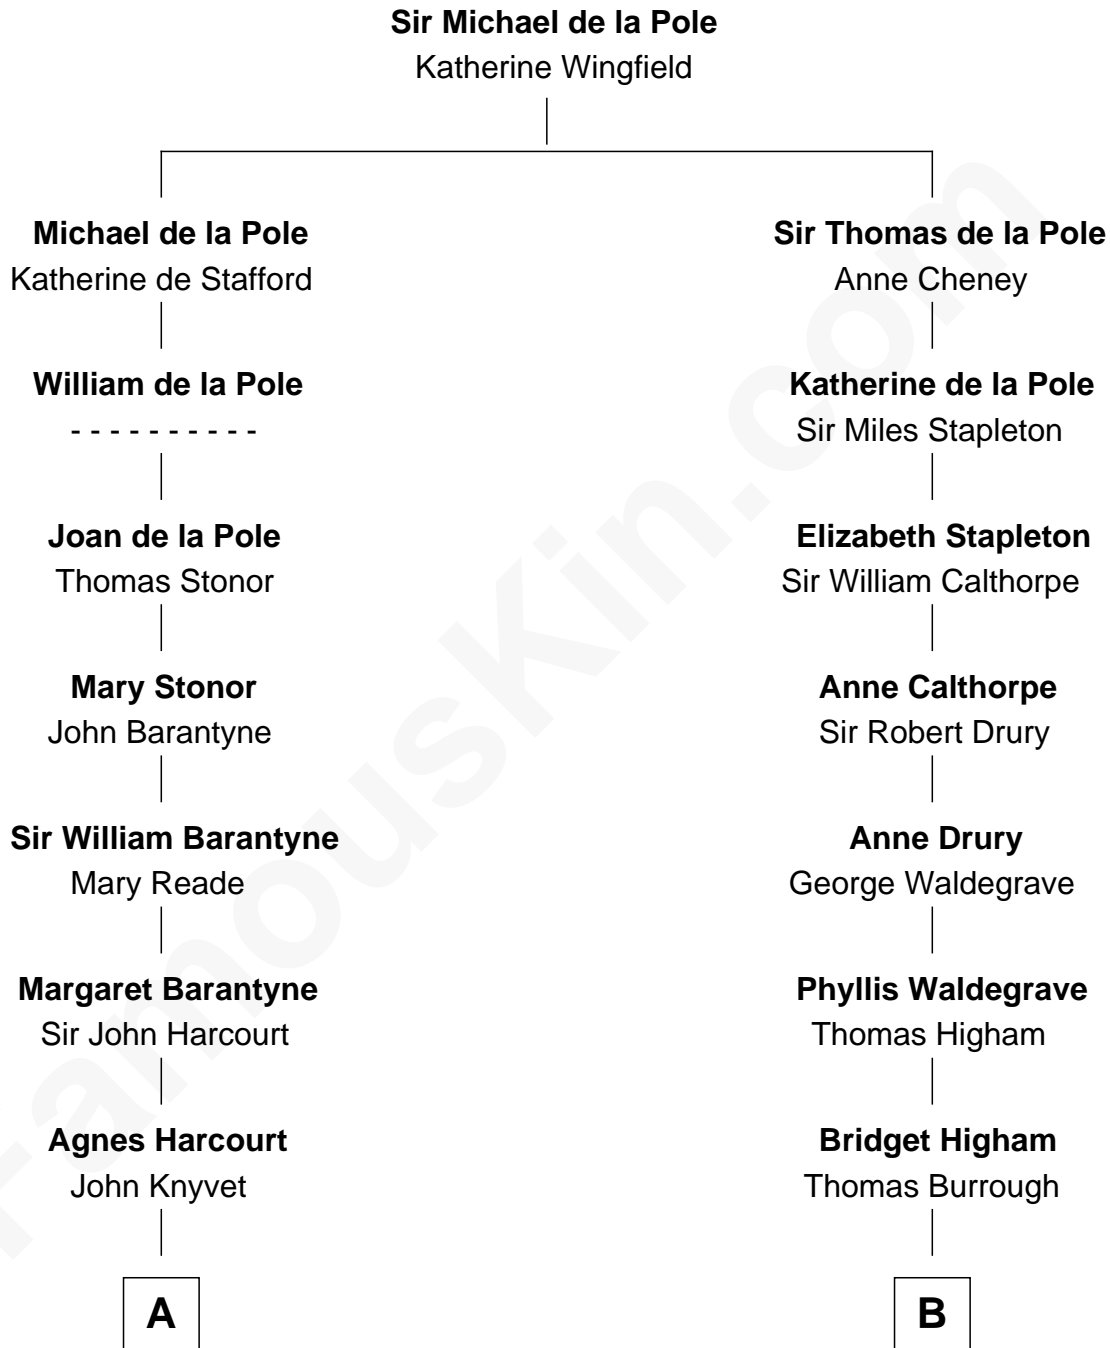 Sir Michael de la Pole
Katherine Wingfield
Michael de la Pole
Katherine de Stafford
Sir Thomas de la Pole
Anne Cheney
William de la Pole
- - - - - - - - - -
Katherine de la Pole
Sir Miles Stapleton
Joan de la Pole
Thomas Stonor
Elizabeth Stapleton
Sir William Calthorpe
Mary Stonor
John Barantyne
Anne Calthorpe
Sir Robert Drury
Sir William Barantyne
Mary Reade
Anne Drury
George Waldegrave
Margaret Barantyne
Sir John Harcourt
Phyllis Waldegrave
Thomas Higham
Agnes Harcourt
John Knyvet
Bridget Higham
Thomas Burrough
A
B
FamousKin.com